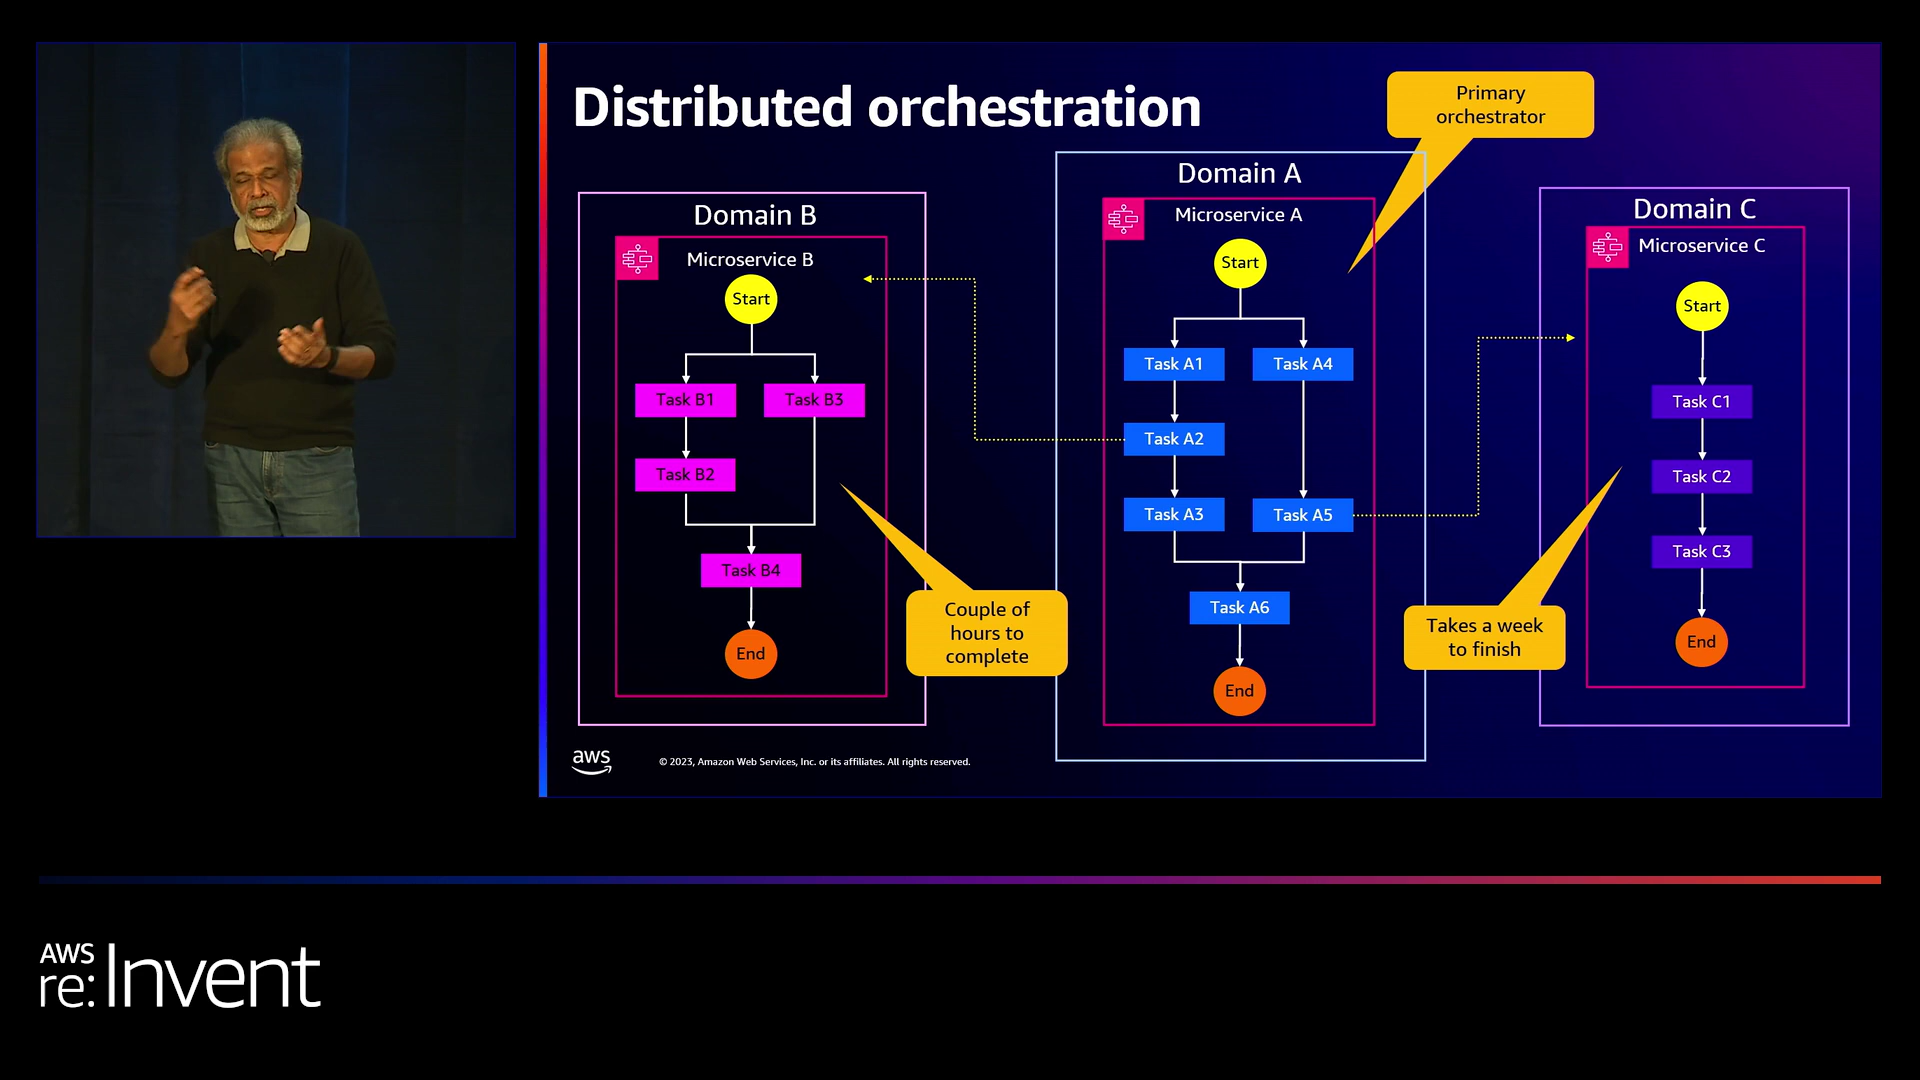 Distributed orchestration
Primary
orchestrator
Domain B
Microservice B
Start
Task B1
Task B3
Task B2
Task B4
End
Couple of
hours to
complete
Domain A
Microservice A
Start
Task A1
Task A4
Task A2
Task A3
Task A5
Task A6
End
Domain C
Microservice C
Start
Task C1
Task C2
Task C3
End
Takes a week
to finish
aws
© 2023, Amazon Web Services, Inc. or its affiliates. All rights reserved.
AWS
re:Invent